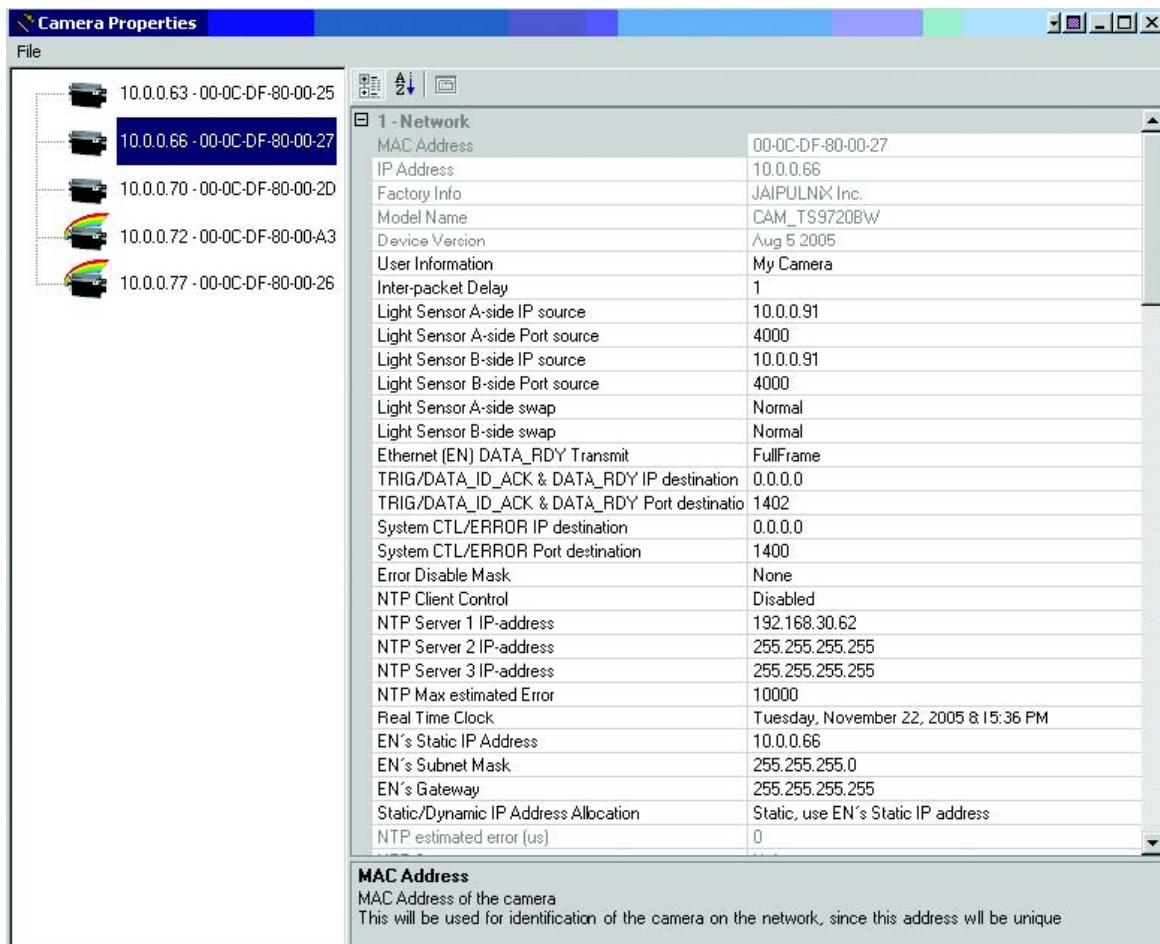 Camera Properties
File
10.0.0.63 - 00-0C-DF-80-00-25
10.0.0.66 - 00-0C-DF-80-00-27
10.0.0.70 - 00-0C-DF-80-00-2D
10.0.0.72 - 00-0C-DF-80-00-A3
10.0.0.77 - 00-0C-DF-80-00-26
1 - Network
MAC Address 00-0C-DF-80-00-27
IP Address 10.0.0.66
Factory Info JAIPULNiX Inc.
Model Name CAM_TS9720BW
Device Version Aug 5 2005
User Information My Camera
Inter-packet Delay 1
Light Sensor A-side IP source 10.0.0.91
Light Sensor A-side Port source 4000
Light Sensor B-side IP source 10.0.0.91
Light Sensor B-side Port source 4000
Light Sensor A-side swap Normal
Light Sensor B-side swap Normal
Ethernet (EN) DATA_RDY Transmit FullFrame
TRIG/DATA_ID_ACK & DATA_RDY IP destination 0.0.0.0
TRIG/DATA_ID_ACK & DATA_RDY Port destinatio 1402
System CTL/ERROR IP destination 0.0.0.0
System CTL/ERROR Port destination 1400
Error Disable Mask None
NTP Client Control Disabled
NTP Server 1 IP-address 192.168.30.62
NTP Server 2 IP-address 255.255.255.255
NTP Server 3 IP-address 255.255.255.255
NTP Max estimated Error 10000
Real Time Clock Tuesday, November 22, 2005 8:15:36 PM
EN´s Static IP Address 10.0.0.66
EN´s Subnet Mask 255.255.255.0
EN´s Gateway 255.255.255.255
Static/Dynamic IP Address Allocation Static, use EN´s Static IP address
NTP estimated error (us) 0
MAC Address
MAC Address of the camera
This will be used for identification of the camera on the network, since this address wll be unique